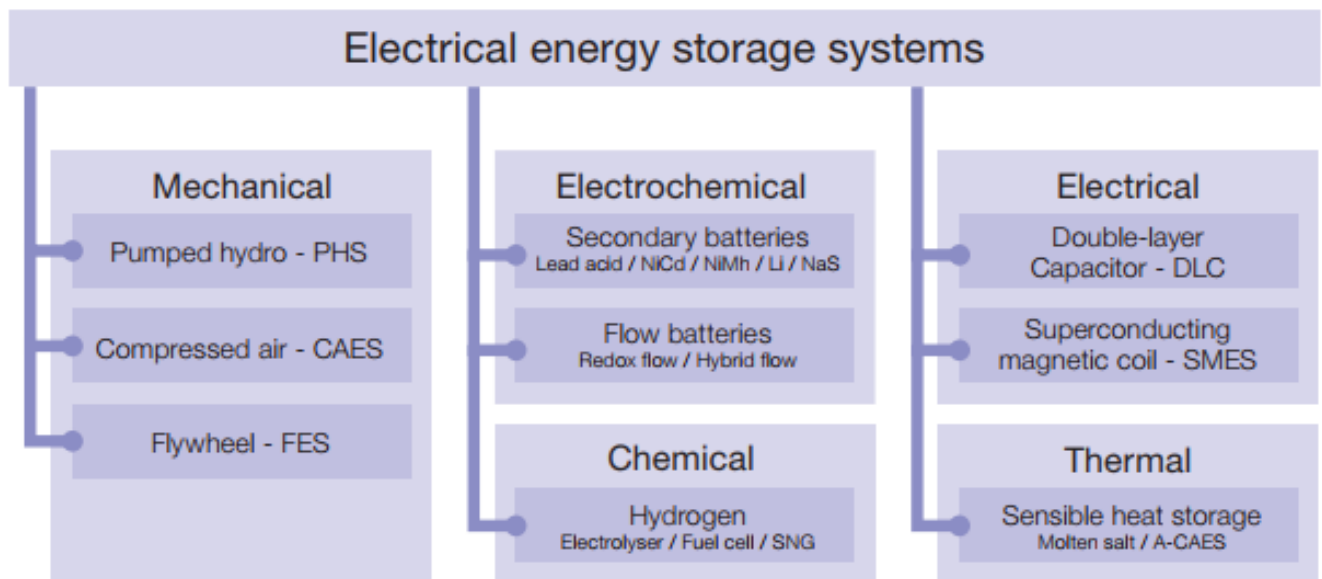 Electrical energy storage systems
Mechanical
Pumped hydro - PHS
Compressed air - CAES
Flywheel - FES
Electrochemical
Secondary batteries
Lead acid / NiCd / NiMh / Li / NaS
Flow batteries
Redox flow / Hybrid flow
Chemical
Hydrogen
Electrolyser / Fuel cell / SNG
Electrical
Double-layer
Capacitor - DLC
Superconducting
magnetic coil - SMES
Thermal
Sensible heat storage
Molten salt / A-CAES